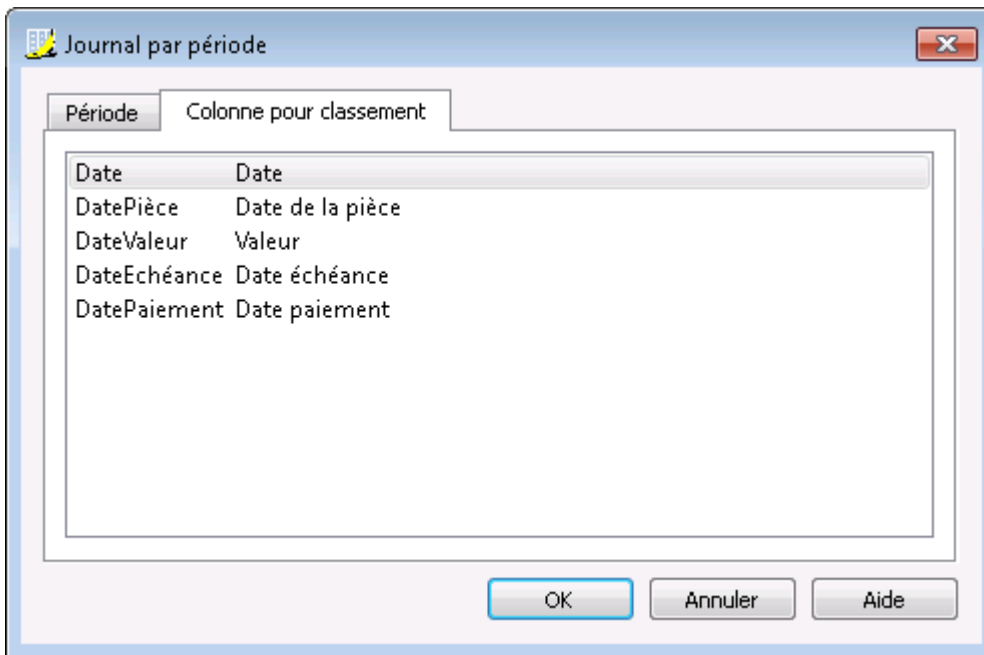 Journal par période
Période Colonne pour classement
Date Date
DatePièce Date de la pièce
DateValeur Valeur
DateEchéance Date échéance
DatePaiement Date paiement
OK Annuler Aide